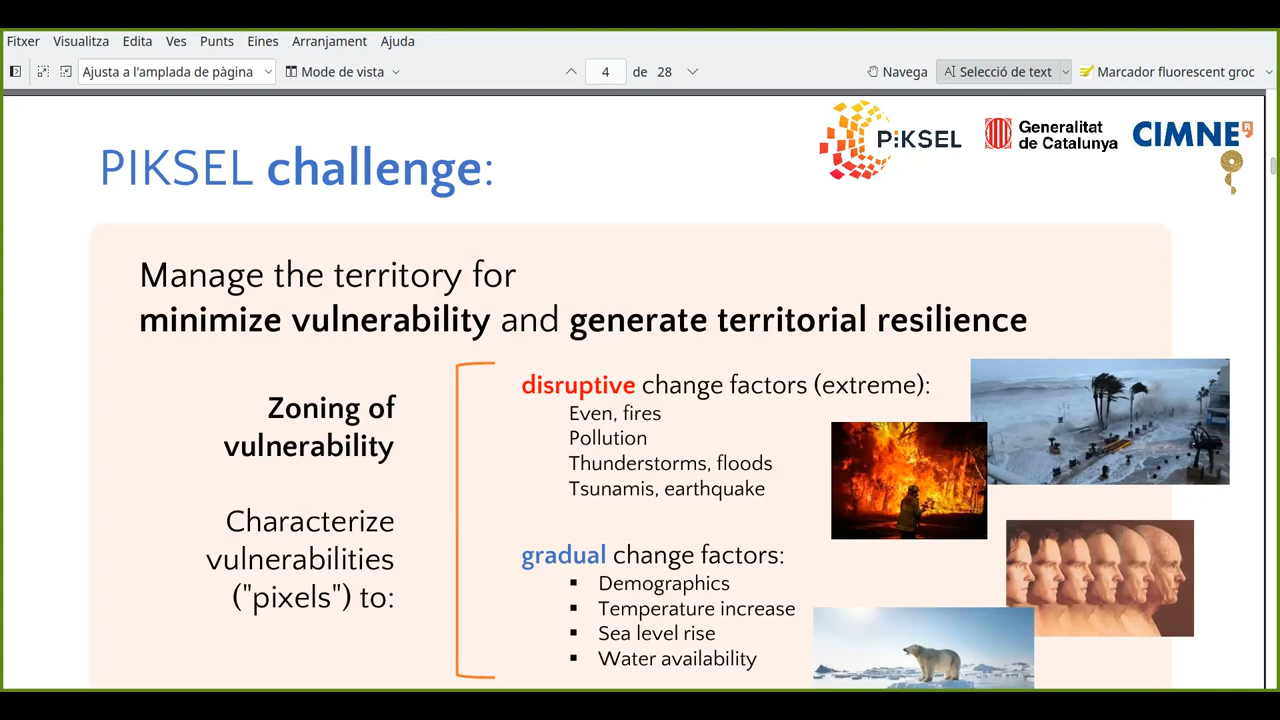 Fitxer Visualitza Edita Ves Punts Eines Arranjament Ajuda
Ajusta a l'amplada de pàgina Mode de vista 4 de 28 Navega Selecció de text Marcador fluorescent groc
PIKSEL Generalitat de Catalunya CIMNE
PIKSEL challenge:
Manage the territory for
minimize vulnerability and generate territorial resilience
Zoning of
vulnerability
Characterize
vulnerabilities
("pixels") to:
disruptive change factors (extreme):
Even, fires
Pollution
Thunderstorms, floods
Tsunamis, earthquake
gradual change factors:
▪ Demographics
▪ Temperature increase
▪ Sea level rise
▪ Water availability